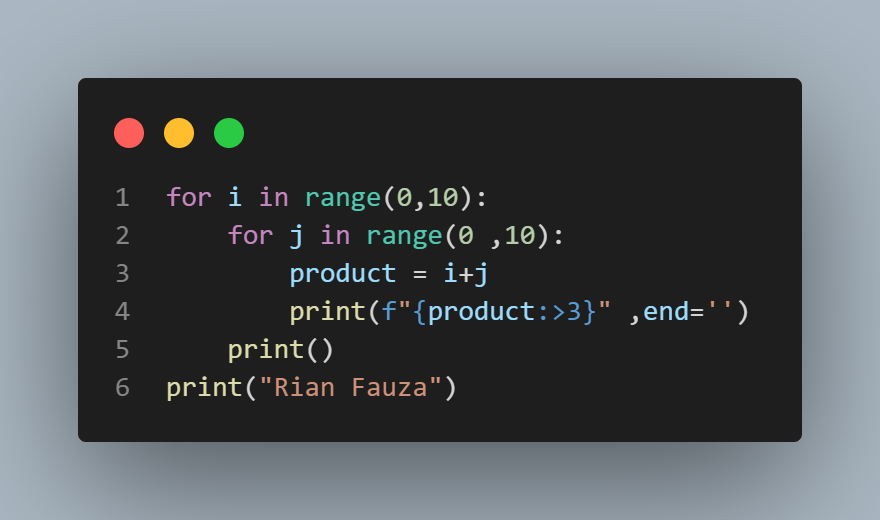 1 for i in range(0,10):
2     for j in range(0 ,10):
3         product = i+j
4         print(f"{product:>3}" ,end='')
5     print()
6 print("Rian Fauza")